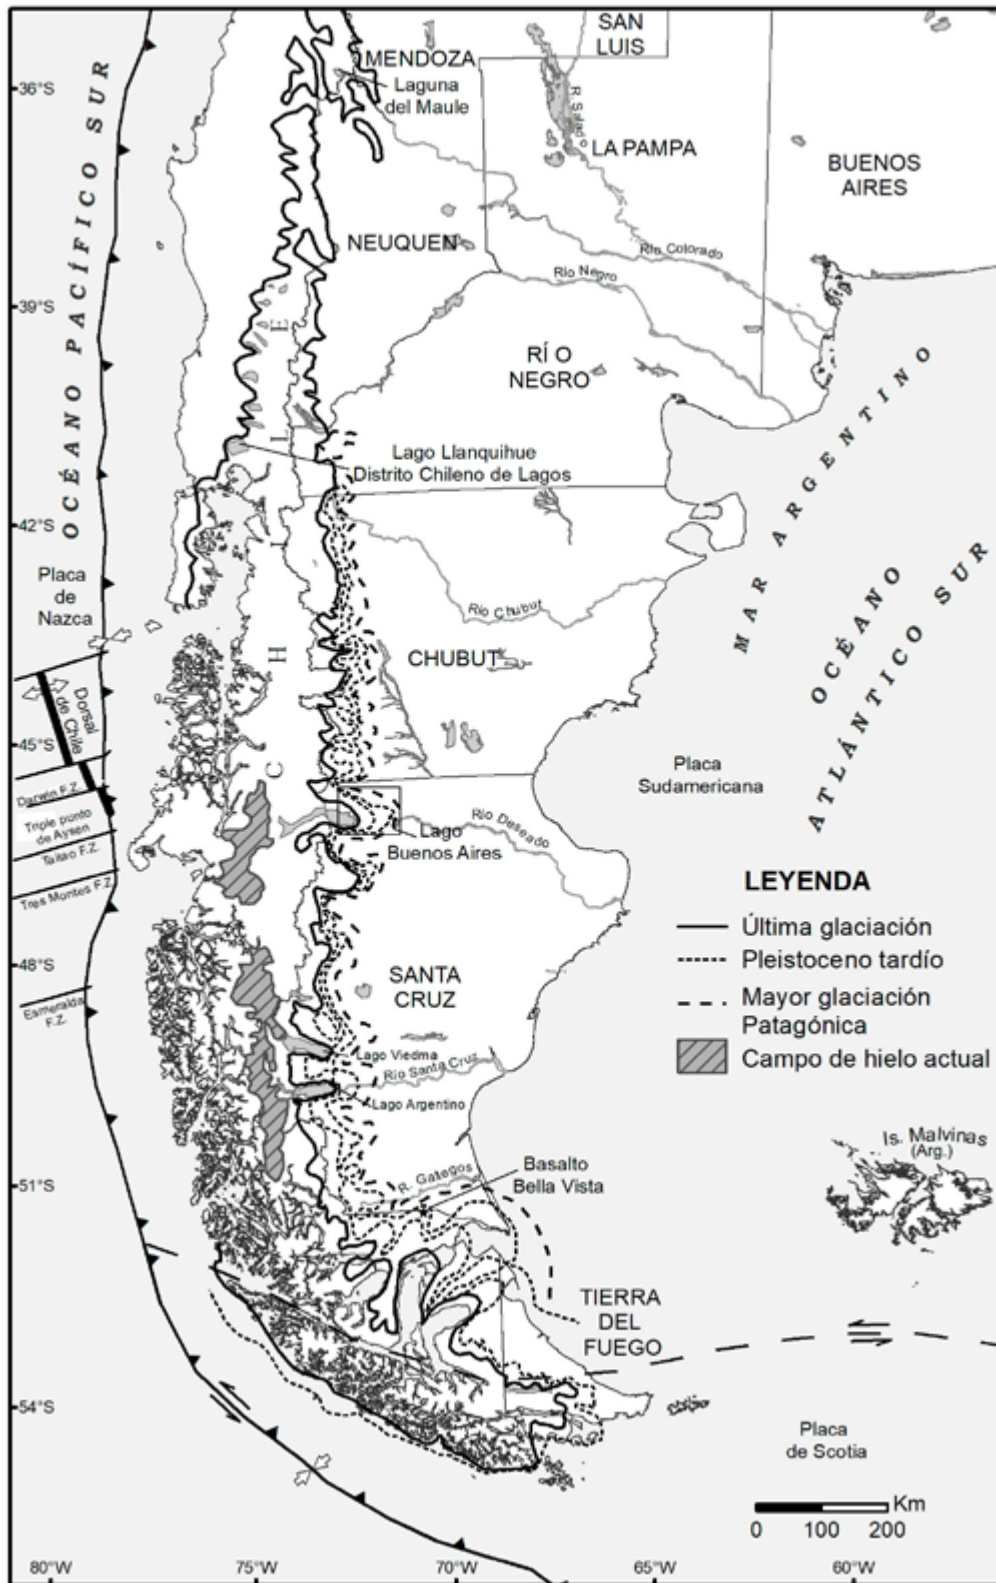 SAN
LUIS
MENDOZA
Laguna
del Maule
R. Salado
LA PAMPA
BUENOS
AIRES
36°S
OCÉANO PACÍFICO SUR
NEUQUEN
Río Colorado
Río Negro
39°S
RÍ O
NEGRO
CHILE
Lago Llanquihue
Distrito Chileno de Lagos
MAR ARGENTINO
42°S
Placa
de
Nazca
Río Chubut
OCÉANO
ATLÁNTICO SUR
CHUBUT
Dorsal
de Chile
45°S
Placa
Sudamericana
Darwin F.Z.
Triple punto
de Aysen
Taitao F.Z.
Tres Montes F.Z.
Lago
Buenos Aires
Río Deseado
LEYENDA
Última glaciación
Pleistoceno tardío
Mayor glaciación
Patagónica
Campo de hielo actual
48°S
SANTA
CRUZ
Esmeralda
F.Z.
Lago Viedma
Río Santa Cruz
Lago Argentino
Is. Malvinas
(Arg.)
51°S
R. Gallegos
Basalto
Bella Vista
TIERRA
DEL
FUEGO
54°S
Placa
de Scotia
Km
0 100 200
80°W 75°W 70°W 65°W 60°W